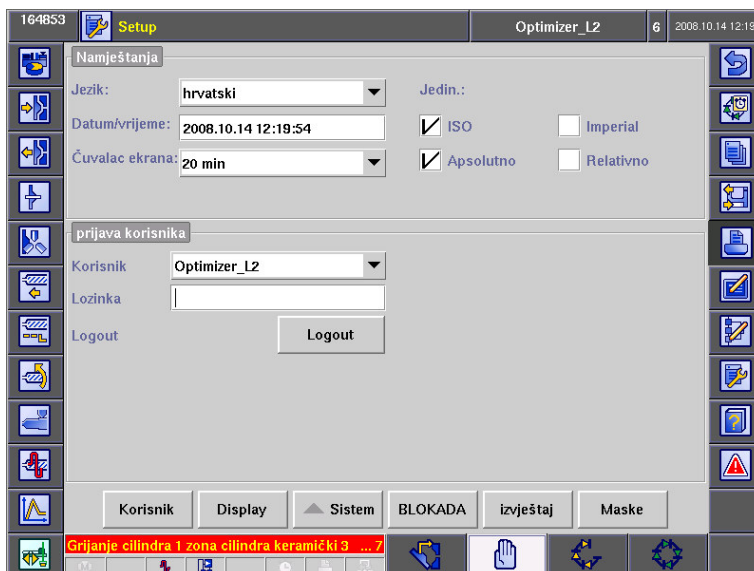 164853 Setup Optimizer_L2 6 2008.10.14 12:19
Namještanja
Jezik: hrvatski Jedin.:
Datum/vrijeme: 2008.10.14 12:19:54 ISO Imperial
Čuvalac ekrana: 20 min Apsolutno Relativno
prijava korisnika
Korisnik Optimizer_L2
Lozinka
Logout Logout
Korisnik Display Sistem BLOKADA izvještaj Maske
Grijanje cilindra 1 zona cilindra keramički 3 ... 7